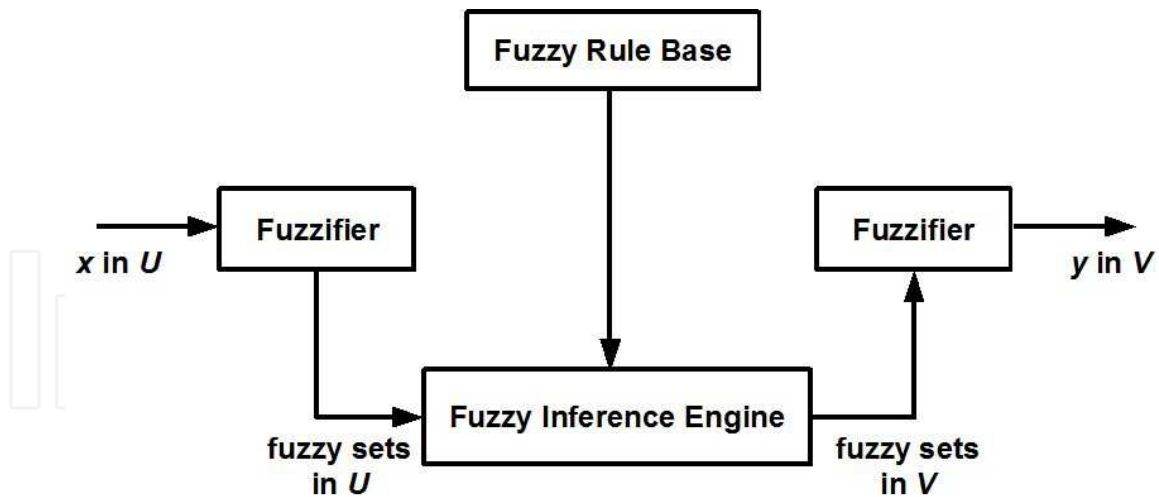 Fuzzy Rule Base
Fuzzifier
Fuzzifier
x in U
y in V
Fuzzy Inference Engine
fuzzy sets
in U
fuzzy sets
in V